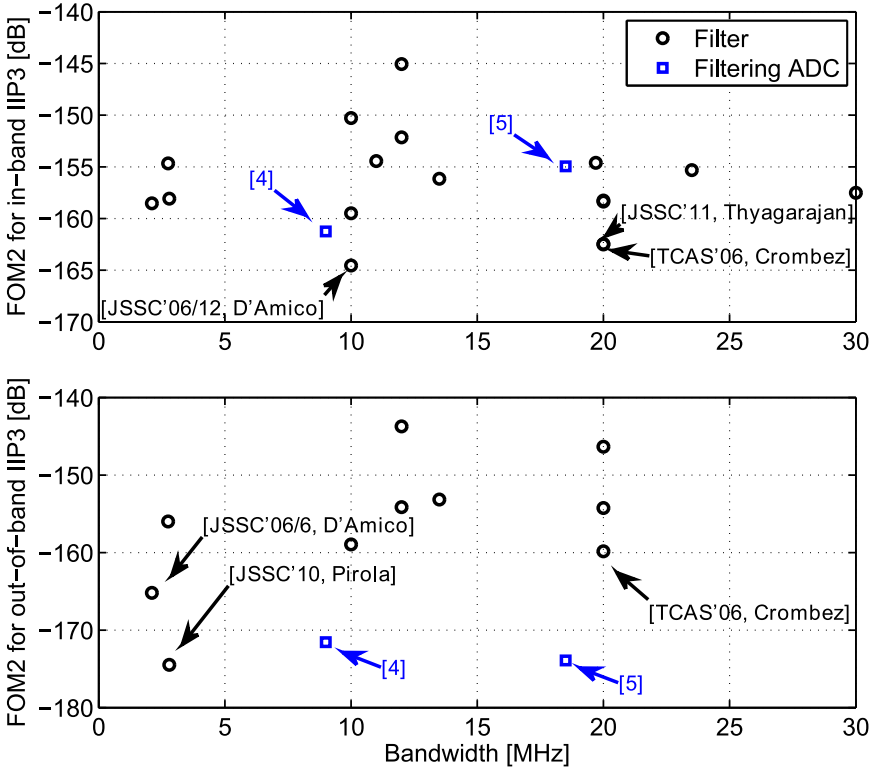 FOM2 for in−band IIP3 [dB]
−140
−145
−150
−155
−160
−165
−170
0
5
10
15
20
25
30
Filter
Filtering ADC
[4]
[5]
[JSSC'11, Thyagarajan]
[TCAS'06, Crombez]
[JSSC'06/12, D'Amico]
FOM2 for out−of−band IIP3 [dB]
−140
−150
−160
−170
−180
0
5
10
15
20
25
30
[JSSC'06/6, D'Amico]
[JSSC'10, Pirola]
[TCAS'06, Crombez]
[4]
[5]
Bandwidth [MHz]